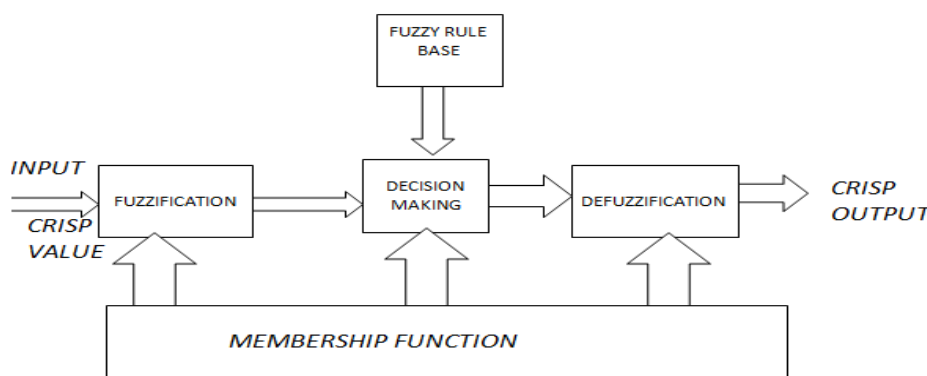 FUZZY RULE
BASE
INPUT
CRISP
VALUE
FUZZIFICATION
DECISION
MAKING
DEFUZZIFICATION
CRISP
OUTPUT
MEMBERSHIP FUNCTION